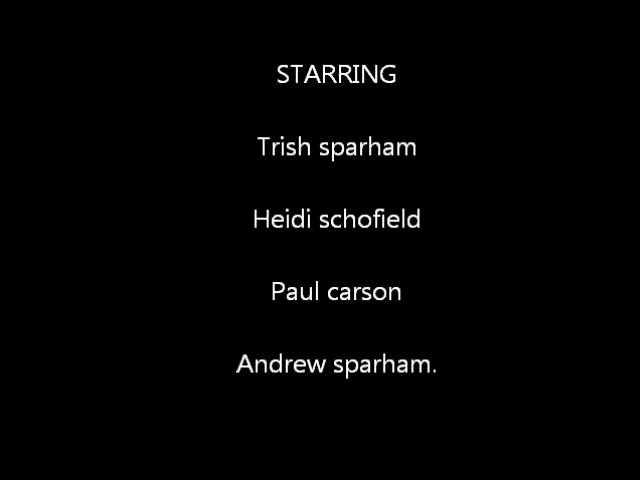 STARRING
Trish sparham
Heidi schofield
Paul carson
Andrew sparham.